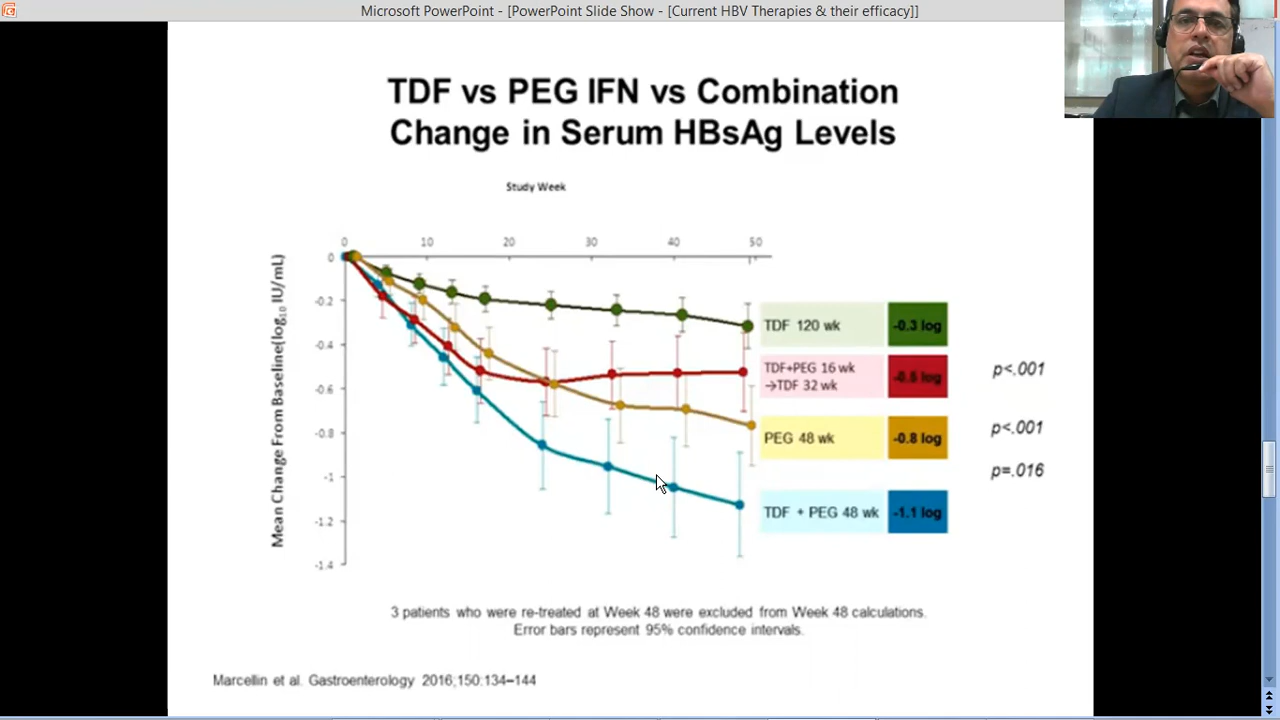 Microsoft PowerPoint - [PowerPoint Slide Show - [Current HBV Therapies & their efficacy]]
TDF vs PEG IFN vs Combination
Change in Serum HBsAg Levels
Study Week
0 10 20 30 40 50
Mean Change From Baseline(log10 IU/mL)
0
-0.2
-0.4
-0.6
-0.8
-1
-1.2
-1.4
TDF 120 wk -0.3 log
TDF+PEG 16 wk
→TDF 32 wk
-0.5 log
p<.001
PEG 48 wk -0.8 log
p<.001
p=.016
TDF + PEG 48 wk -1.1 log
3 patients who were re-treated at Week 48 were excluded from Week 48 calculations.
Error bars represent 95% confidence intervals.
Marcellin et al. Gastroenterology 2016;150:134–144